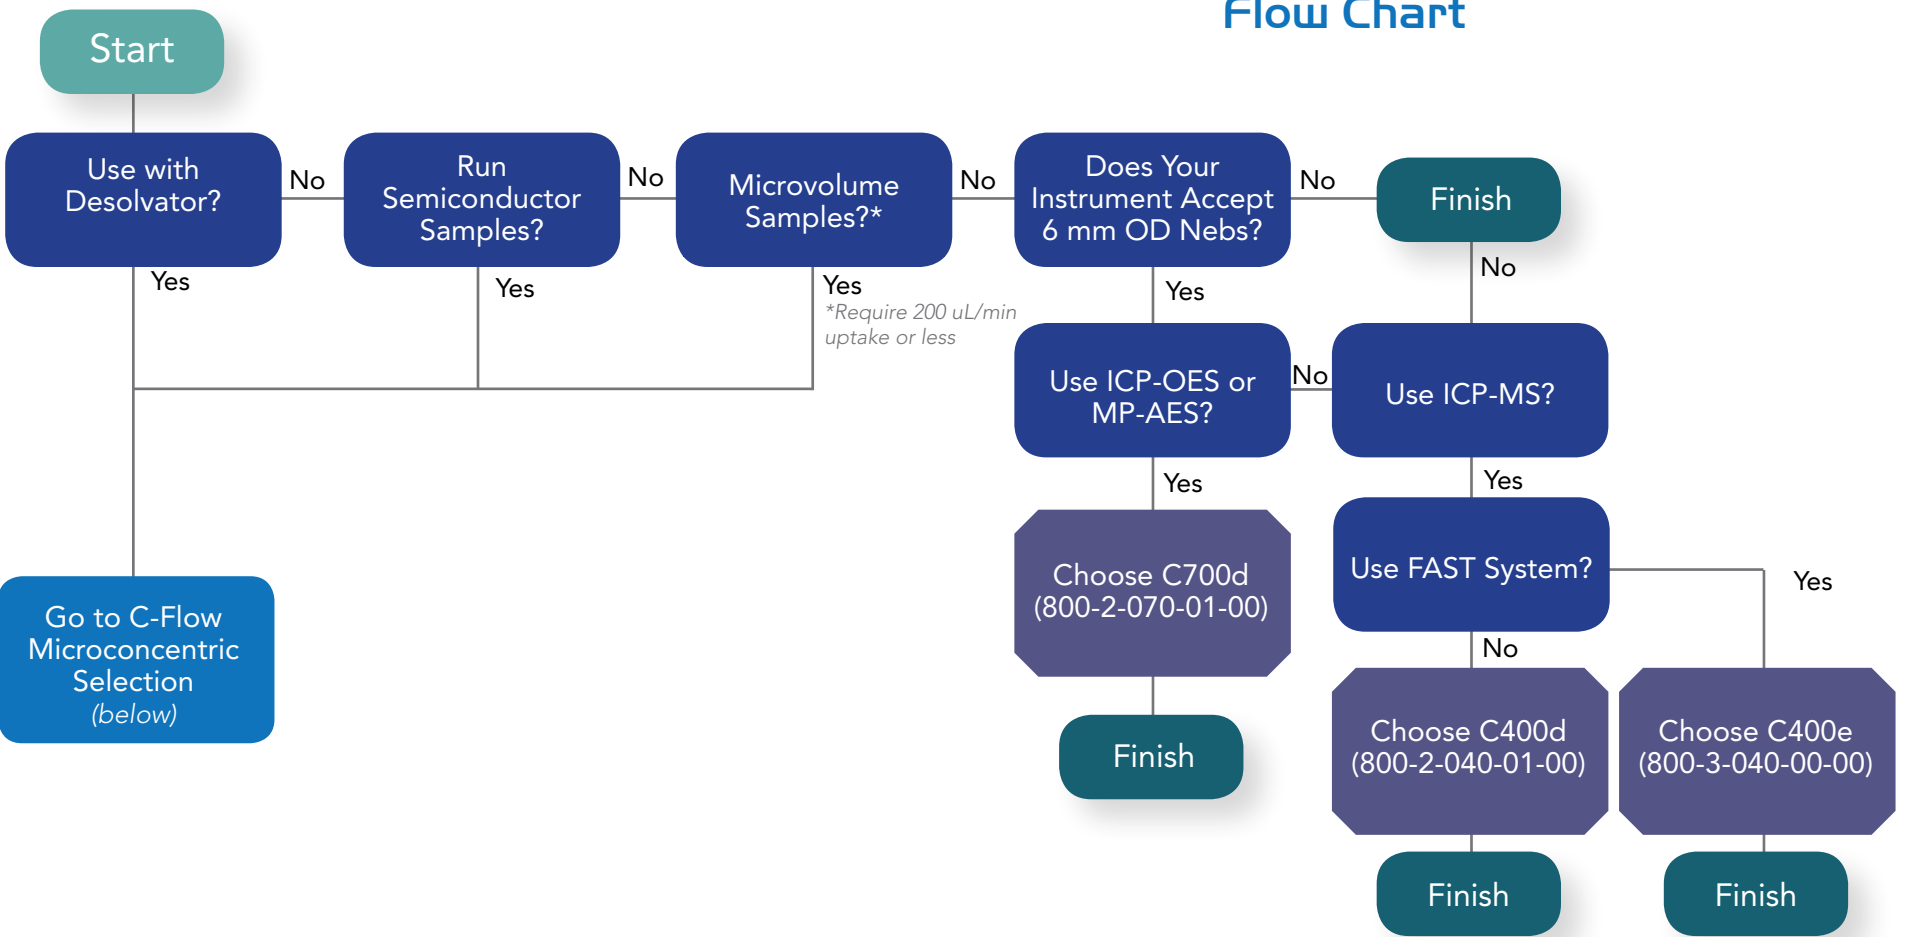 Flow Chart
Start
Use with
Desolvator?
No
Run
Semiconductor
Samples?
No
Microvolume
Samples?*
No
Does Your
Instrument Accept
6 mm OD Nebs?
No
Finish
Yes
Yes
Yes
*Require 200 uL/min
uptake or less
Yes
No
Use ICP-OES or
MP-AES?
No
Use ICP-MS?
Yes
Yes
Choose C700d
(800-2-070-01-00)
Use FAST System?
Yes
No
Go to C-Flow
Microconcentric
Selection
(below)
Finish
Choose C400d
(800-2-040-01-00)
Choose C400e
(800-3-040-00-00)
Finish
Finish